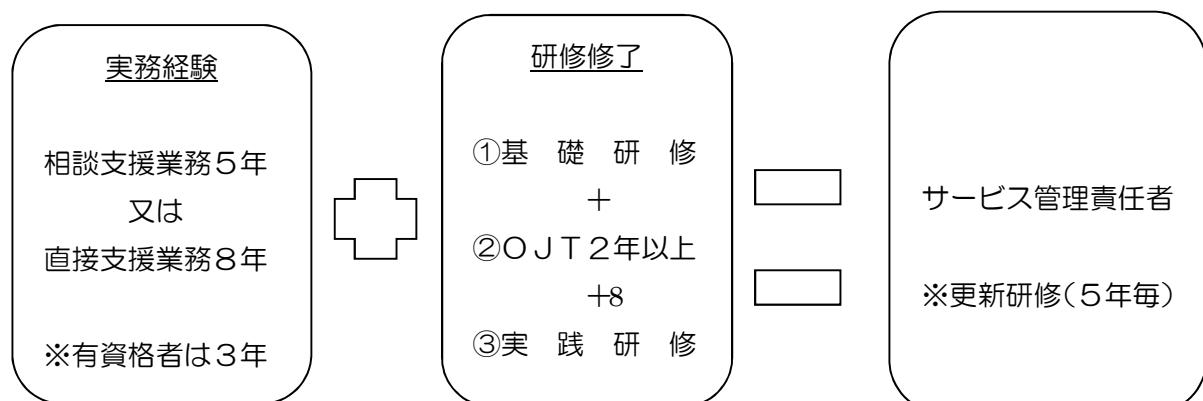 実務経験
相談支援業務5年
又は
直接支援業務8年
※有資格者は3年
研修修了
①基 礎 研 修
+
②OJT2年以上
+8
③実 践 研 修
サービス管理責任者
※更新研修(5年毎)